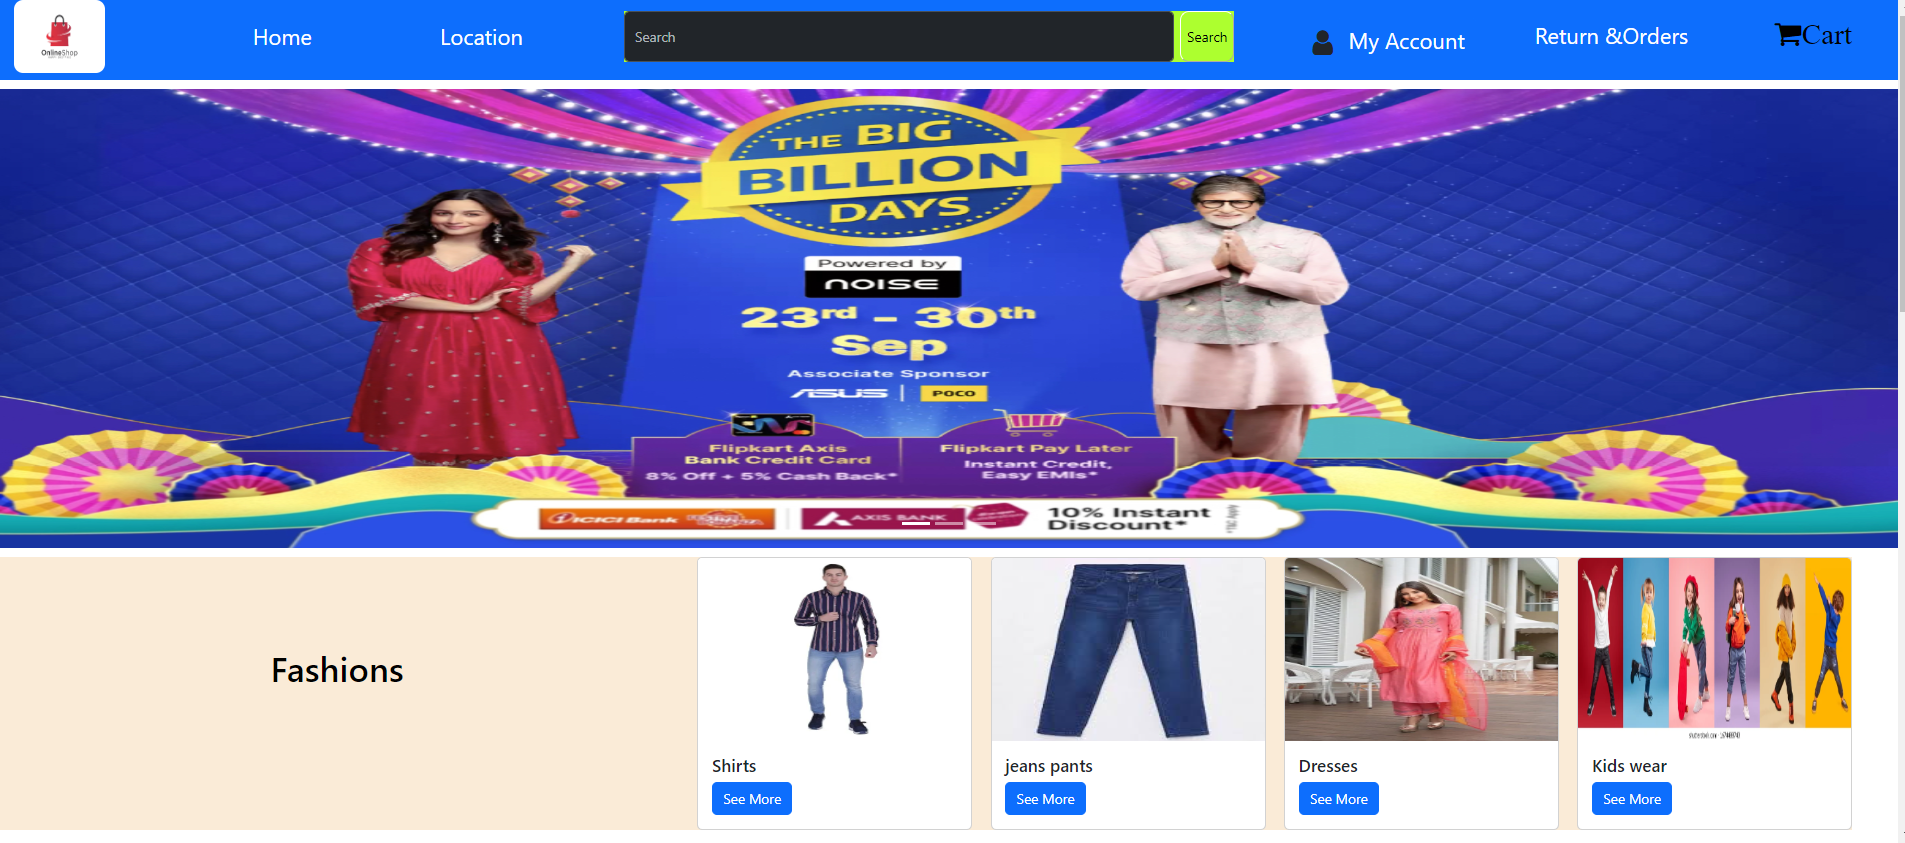 OnlineShop
Home
Location
Search
Search
My Account
Return &Orders
Cart
THE BIG
BILLION
DAYS
Powered by
noise
23rd - 30th
Sep
Associate Sponsor
ASUS | POCO
Flipkart Axis
Bank Credit Card
8% Off + 5% Cash Back*
Flipkart Pay Later
Instant Credit,
Easy EMIs*
ICICI Bank
AXIS BANK
10% Instant
Discount*
Fashions
Shirts
See More
jeans pants
See More
Dresses
See More
Kids wear
See More